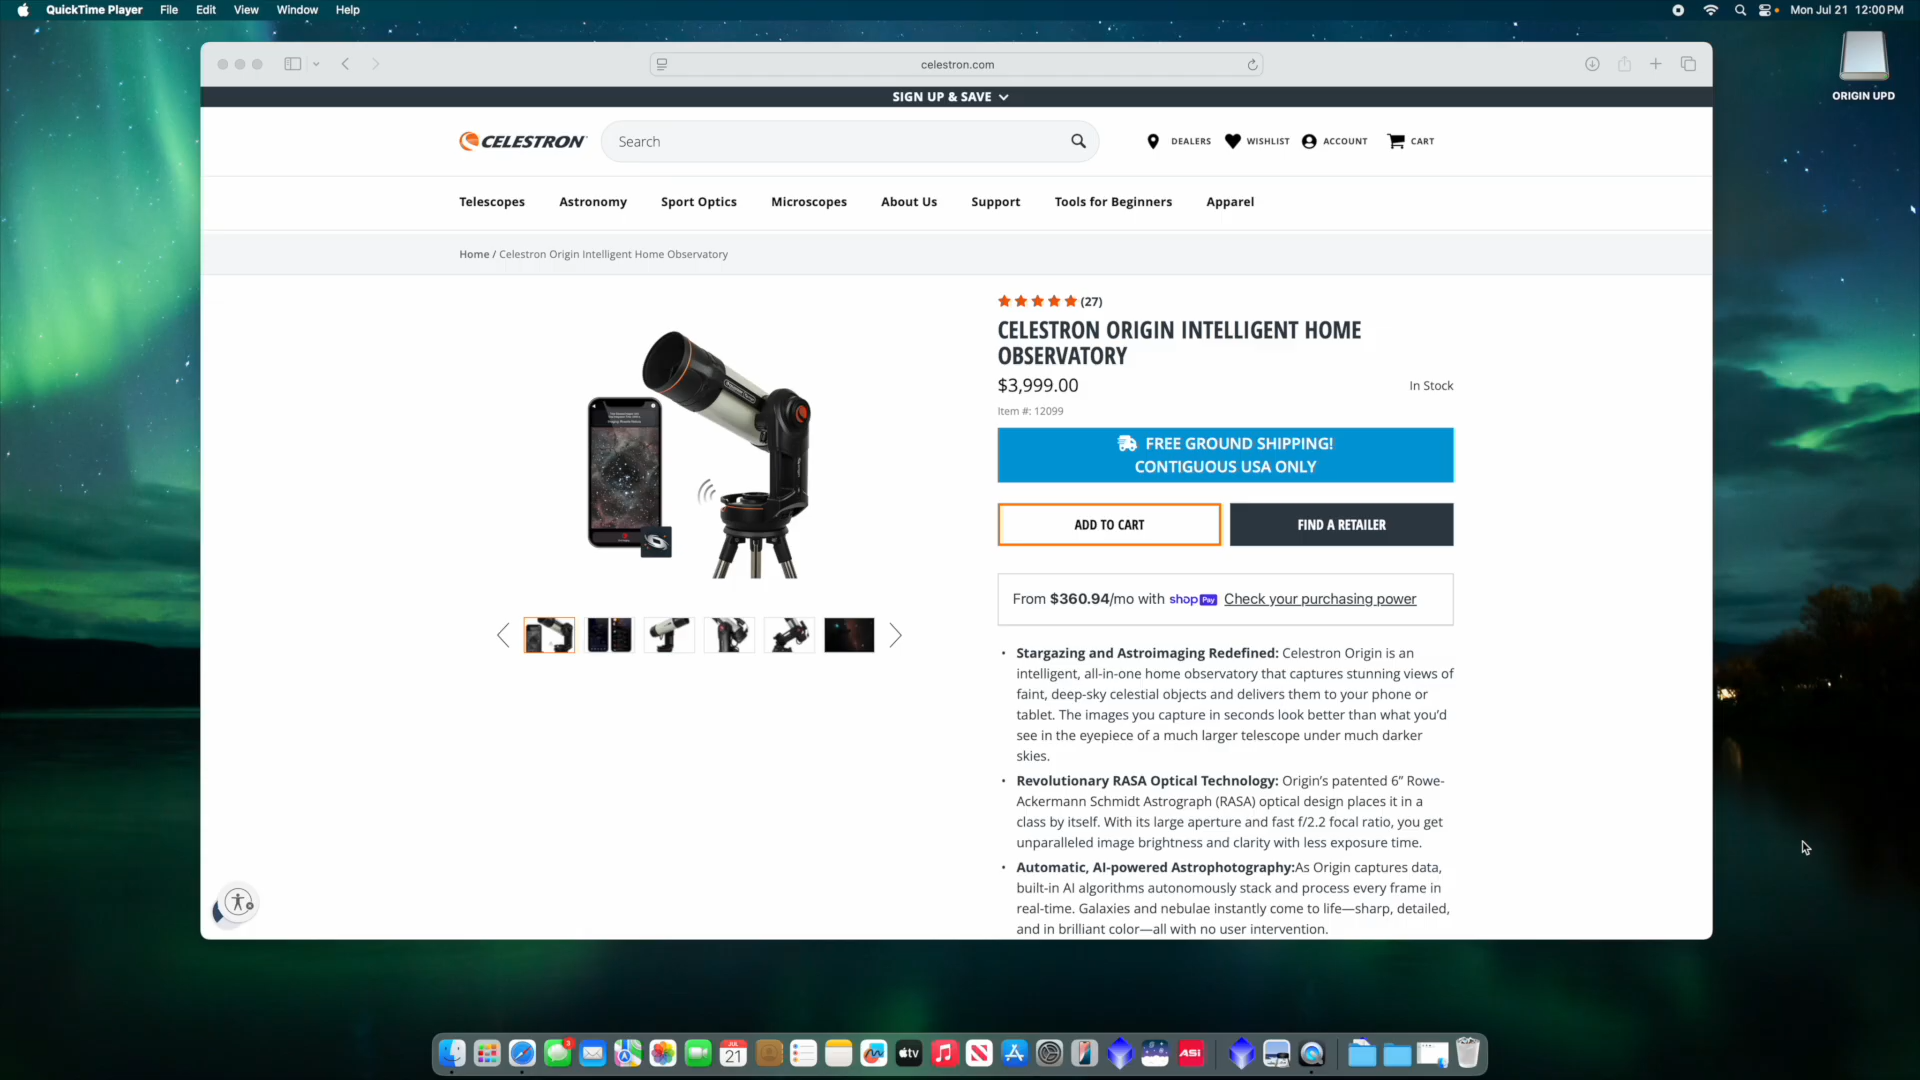 QuickTime Player File Edit View Window Help
Mon Jul 21 12:00 PM
ORIGIN UPD
celestron.com
SIGN UP & SAVE
CELESTRON
Search
DEALERS WISHLIST ACCOUNT CART
Telescopes Astronomy Sport Optics Microscopes About Us Support Tools for Beginners Apparel
Home / Celestron Origin Intelligent Home Observatory
(27)
CELESTRON ORIGIN INTELLIGENT HOME
OBSERVATORY
$3,999.00
In Stock
Item #: 12099
FREE GROUND SHIPPING!
CONTIGUOUS USA ONLY
ADD TO CART
FIND A RETAILER
From $360.94/mo with shop Pay Check your purchasing power
• Stargazing and Astroimaging Redefined: Celestron Origin is an
intelligent, all-in-one home observatory that captures stunning views of
faint, deep-sky celestial objects and delivers them to your phone or
tablet. The images you capture in seconds look better than what you'd
see in the eyepiece of a much larger telescope under much darker
skies.
• Revolutionary RASA Optical Technology: Origin's patented 6" Rowe-
Ackermann Schmidt Astrograph (RASA) optical design places it in a
class by itself. With its large aperture and fast f/2.2 focal ratio, you get
unparalleled image brightness and clarity with less exposure time.
• Automatic, AI-powered Astrophotography:As Origin captures data,
built-in AI algorithms autonomously stack and process every frame in
real-time. Galaxies and nebulae instantly come to life—sharp, detailed,
and in brilliant color—all with no user intervention.
3
JUL
21
tv
ASI